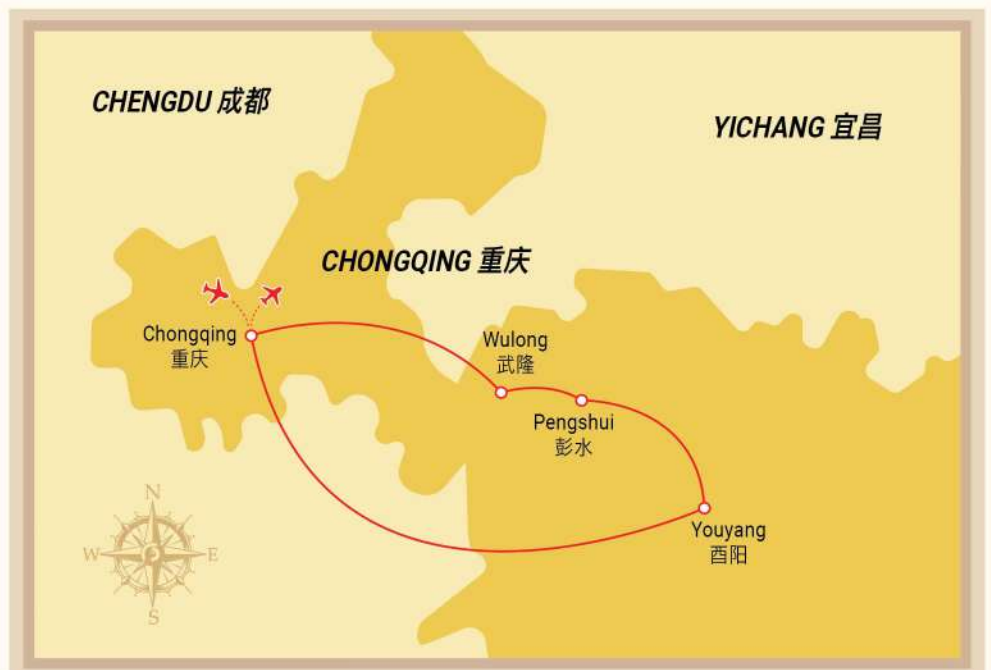 CHENGDU 成都
YICHANG 宜昌
CHONGQING 重庆
Chongqing
重庆
Wulong
武隆
Pengshui
彭水
Youyang
酉阳
N
W
E
S